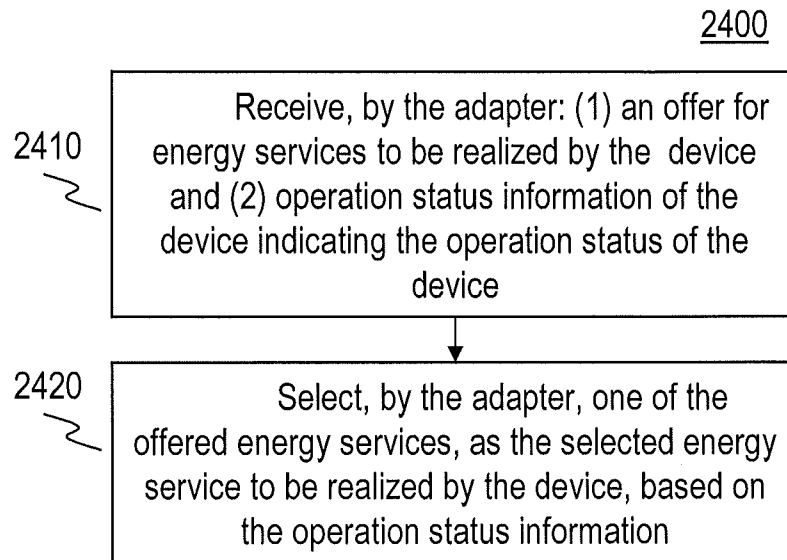 2400
2410
Receive, by the adapter: (1) an offer for
energy services to be realized by the device
and (2) operation status information of the
device indicating the operation status of the
device
2420
Select, by the adapter, one of the
offered energy services, as the selected energy
service to be realized by the device, based on
the operation status information